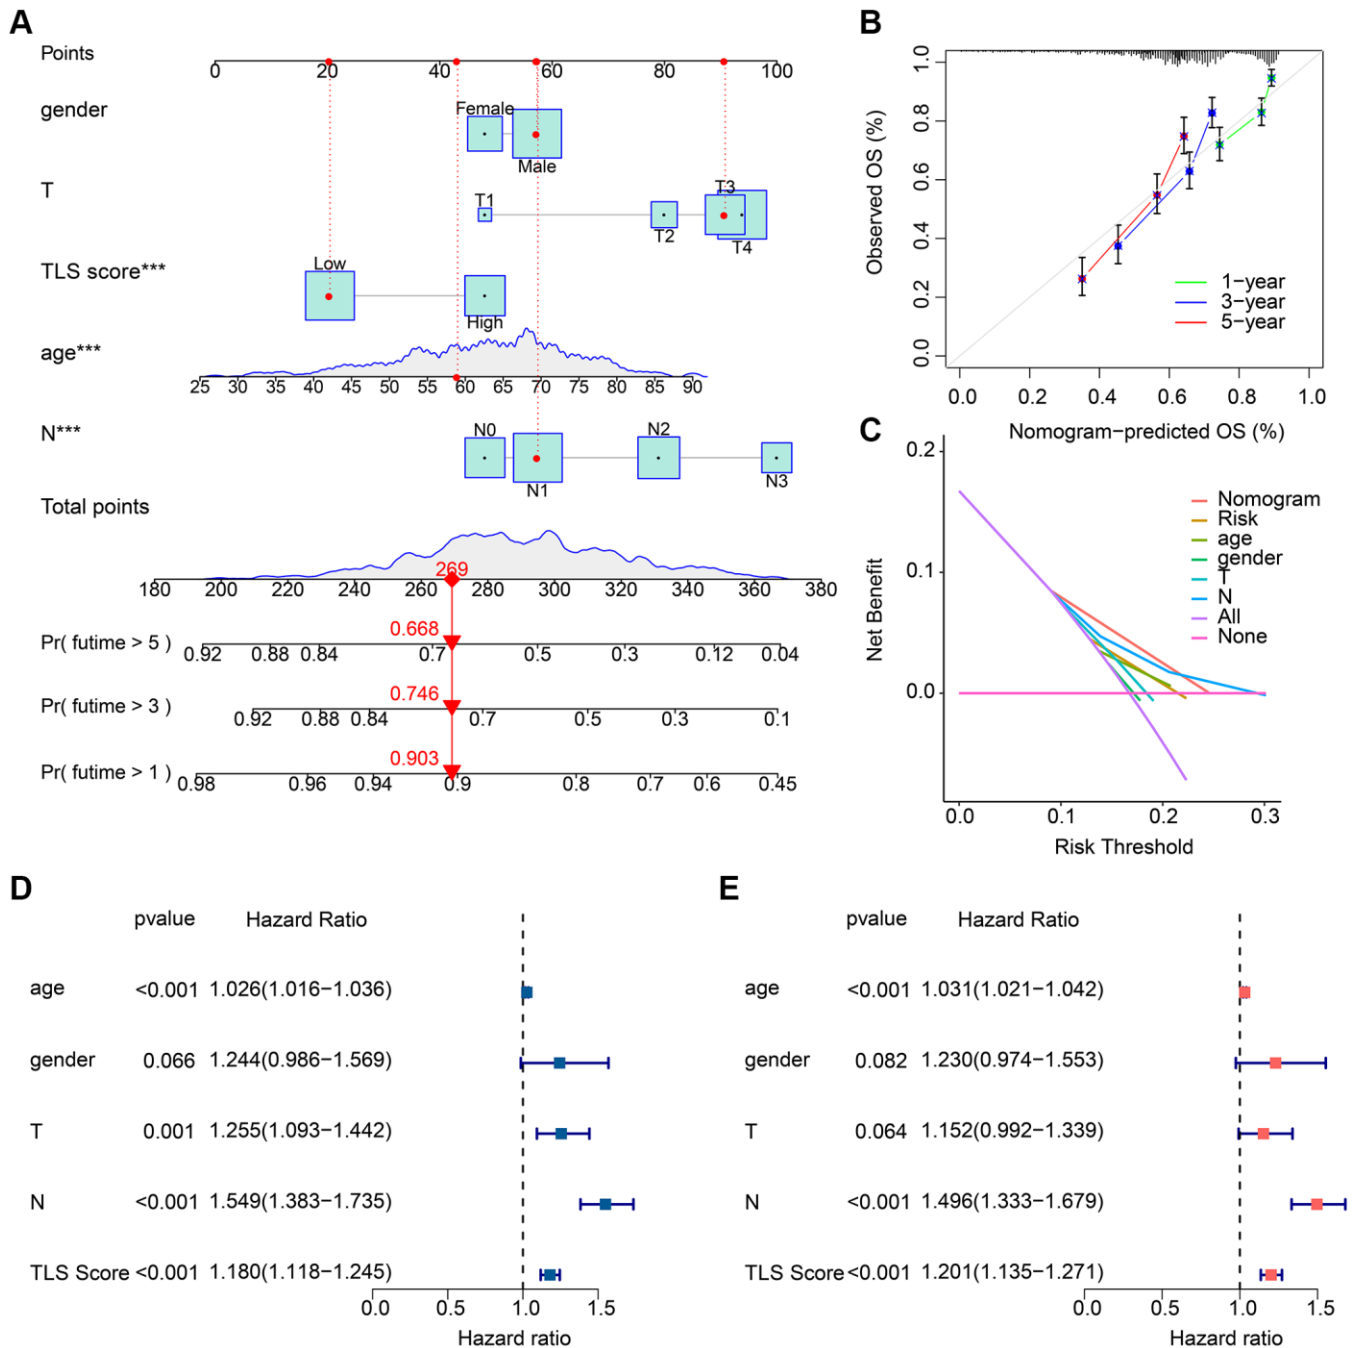 A
Points
0 20 40 60 80 100
gender
Female
Male
T
T1
T2
T3
T4
TLS score***
Low
High
age***
25 30 35 40 45 50 55 60 65 70 75 80 85 90
N***
N0
N1
N2
N3
Total points
269
180 200 220 240 260 280 300 320 340 360 380
0.668
Pr( futime > 5 )
0.92 0.88 0.84 0.7 0.5 0.3 0.12 0.04
0.746
Pr( futime > 3 )
0.92 0.88 0.84 0.7 0.5 0.3 0.1
0.903
Pr( futime > 1 )
0.98 0.96 0.94 0.9 0.8 0.7 0.6 0.45
B
Observed OS (%)
1.0
0.8
0.6
0.4
0.2
0.0
1−year
3−year
5−year
0.0 0.2 0.4 0.6 0.8 1.0
Nomogram−predicted OS (%)
C
Net Benefit
0.2
0.1
0.0
Nomogram
Risk
age
gender
T
N
All
None
0.0 0.1 0.2 0.3
Risk Threshold
D
pvalue Hazard Ratio
age <0.001 1.026(1.016−1.036)
gender 0.066 1.244(0.986−1.569)
T 0.001 1.255(1.093−1.442)
N <0.001 1.549(1.383−1.735)
TLS Score <0.001 1.180(1.118−1.245)
0.0 0.5 1.0 1.5
Hazard ratio
E
pvalue Hazard Ratio
age <0.001 1.031(1.021−1.042)
gender 0.082 1.230(0.974−1.553)
T 0.064 1.152(0.992−1.339)
N <0.001 1.496(1.333−1.679)
TLS Score <0.001 1.201(1.135−1.271)
0.0 0.5 1.0 1.5
Hazard ratio